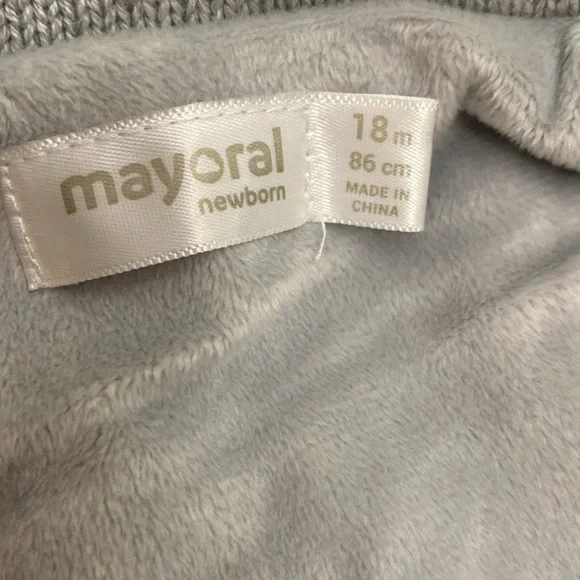 mayoral
newborn
18 m
86 cm
MADE IN
CHINA